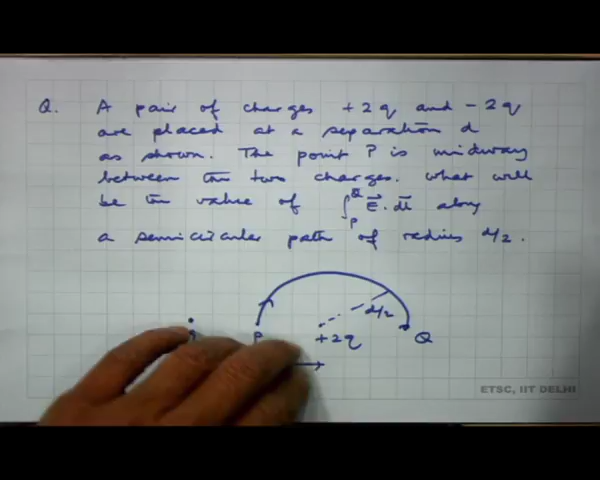 Q. A pair of charges +2q and -2q
are placed at a separation d
as shown. The point P is midway
between the two charges. What will
be the value of ∫_P^Q E⃗ . dl⃗ along
a semicircular path of radius d/2.
d/2
P +2q Q
ETSC, IIT DELHI